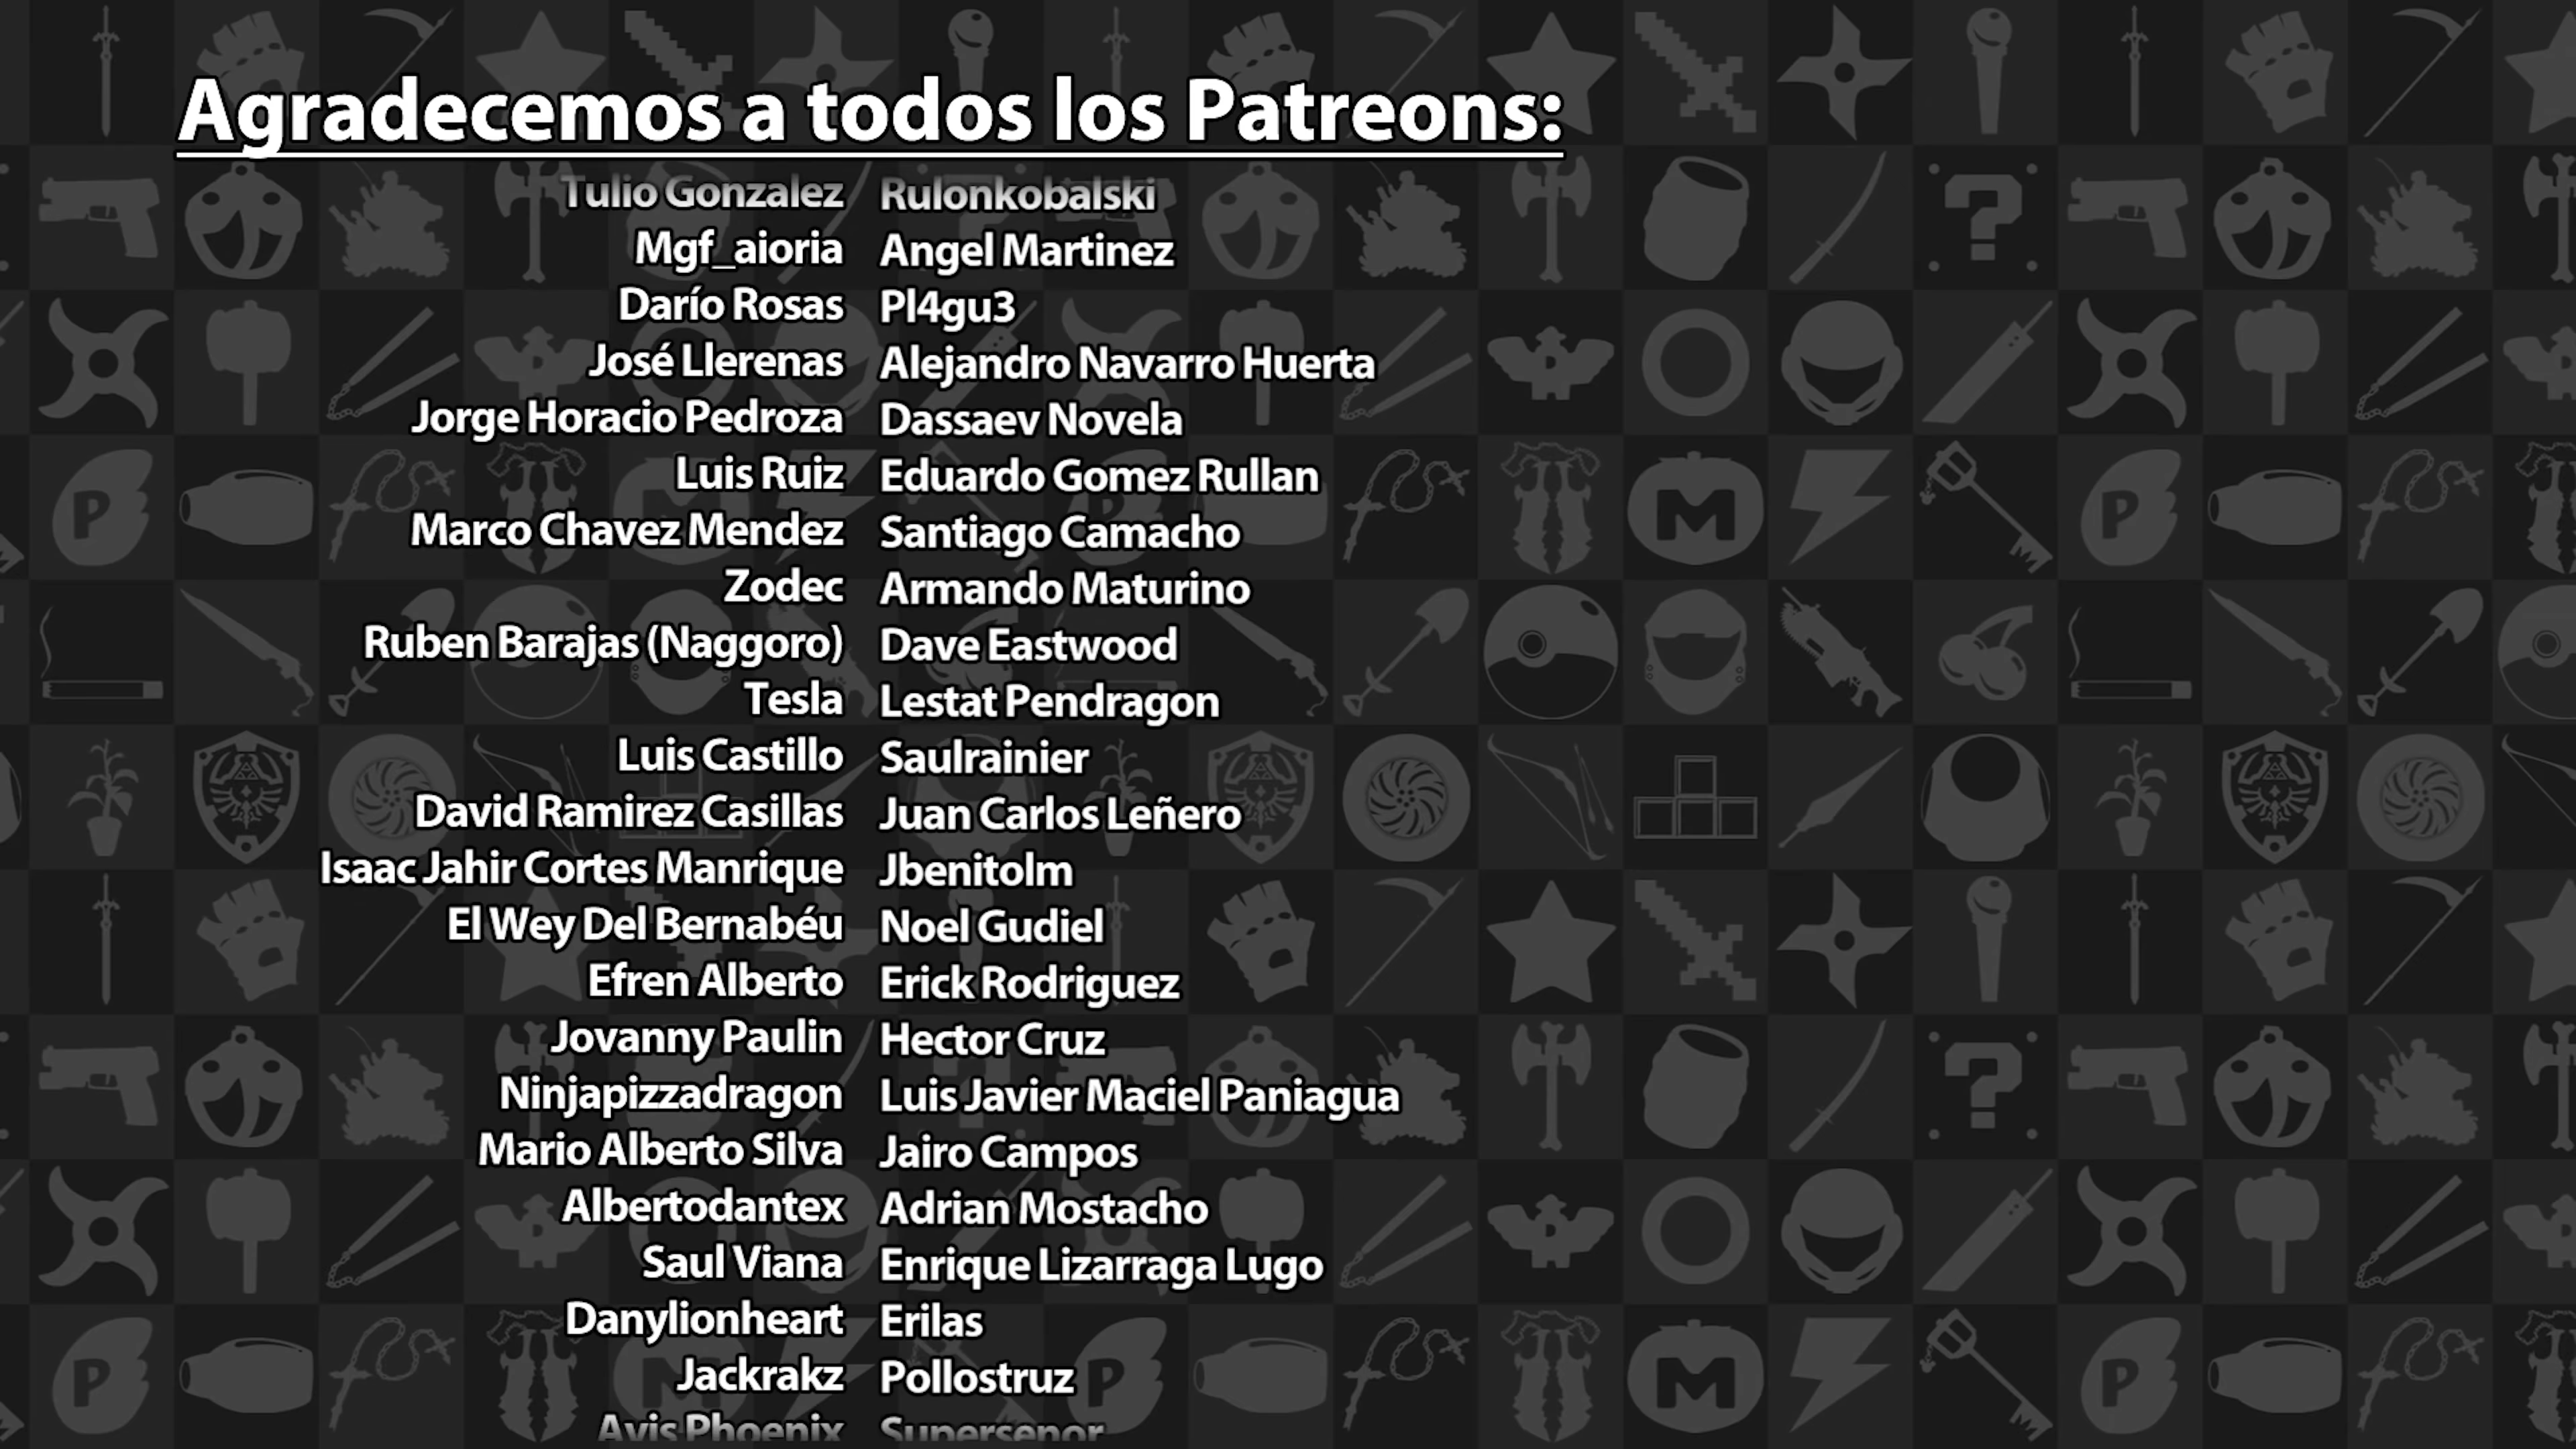 Agradecemos a todos los Patreons:
Tulio Gonzalez Rulonkobalski
Mgf_aioria Angel Martinez
Darío Rosas Pl4gu3
José Llerenas Alejandro Navarro Huerta
Jorge Horacio Pedroza Dassaev Novela
Luis Ruiz Eduardo Gomez Rullan
Marco Chavez Mendez Santiago Camacho
Zodec Armando Maturino
Ruben Barajas (Naggoro) Dave Eastwood
Tesla Lestat Pendragon
Luis Castillo Saulrainier
David Ramirez Casillas Juan Carlos Leñero
Isaac Jahir Cortes Manrique Jbenitolm
El Wey Del Bernabéu Noel Gudiel
Efren Alberto Erick Rodriguez
Jovanny Paulin Hector Cruz
Ninjapizzadragon Luis Javier Maciel Paniagua
Mario Alberto Silva Jairo Campos
Albertodantex Adrian Mostacho
Saul Viana Enrique Lizarraga Lugo
Danylionheart Erilas
Jackrakz Pollostruz
Avis Phoenix Supersenor